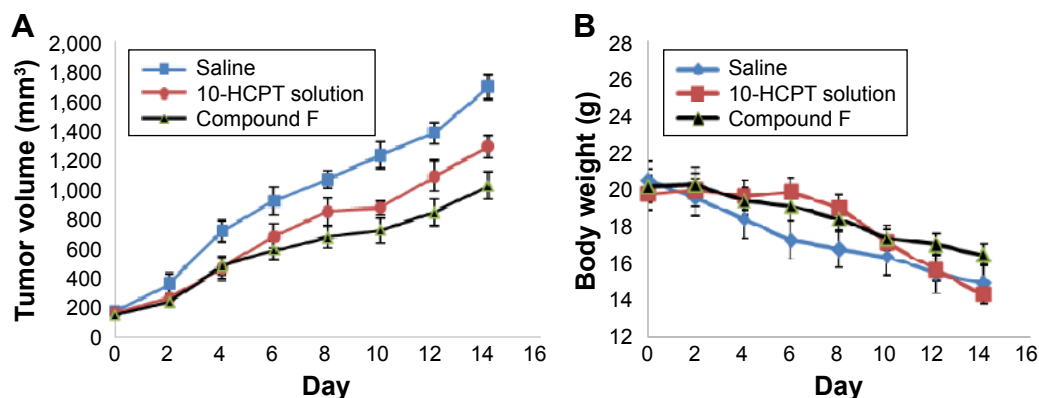 A
Tumor volume (mm³)
2,000
1,800
1,600
1,400
1,200
1,000
800
600
400
200
0
Saline
10-HCPT solution
Compound F
0 2 4 6 8 10 12 14 16
Day
B
Body weight (g)
28
26
24
22
20
18
16
14
12
Saline
10-HCPT solution
Compound F
0 2 4 6 8 10 12 14 16
Day